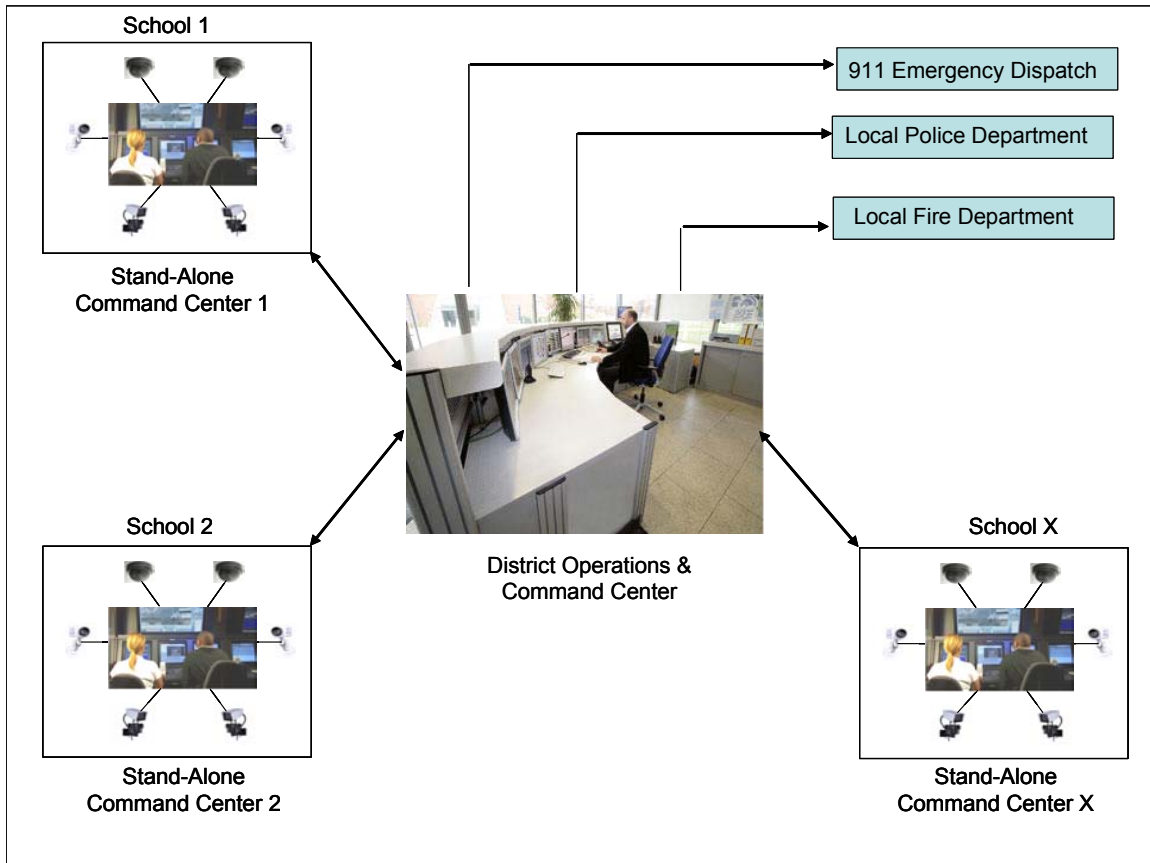 School 1
911 Emergency Dispatch
Local Police Department
Local Fire Department
Stand-Alone
Command Center 1
School 2
School X
District Operations &
Command Center
Stand-Alone
Command Center 2
Stand-Alone
Command Center X